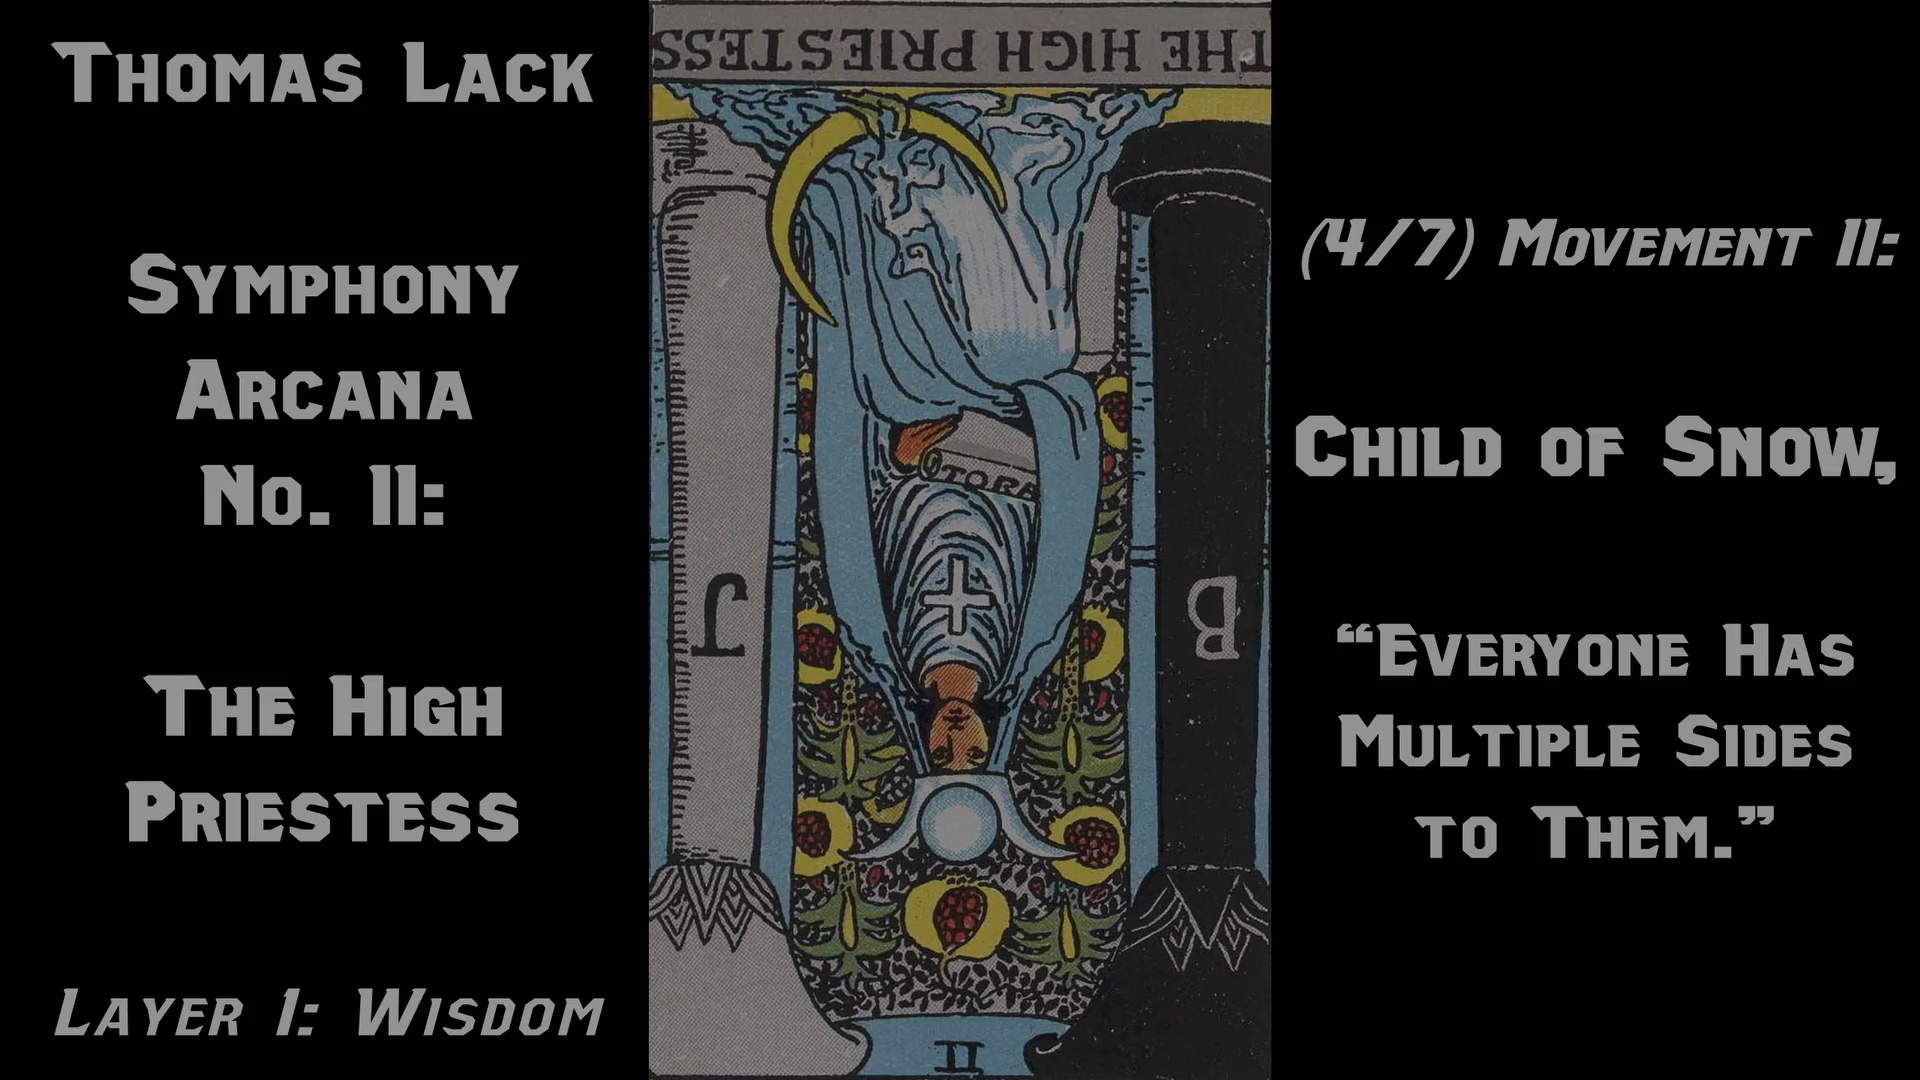 Thomas Lack
Symphony
Arcana
No. II:
The High
Priestess
Layer I: Wisdom
THE HIGH PRIESTESS
TORA
J
B
II
(4/7) Movement II:
Child of Snow,
“Everyone Has
Multiple Sides
to Them.”